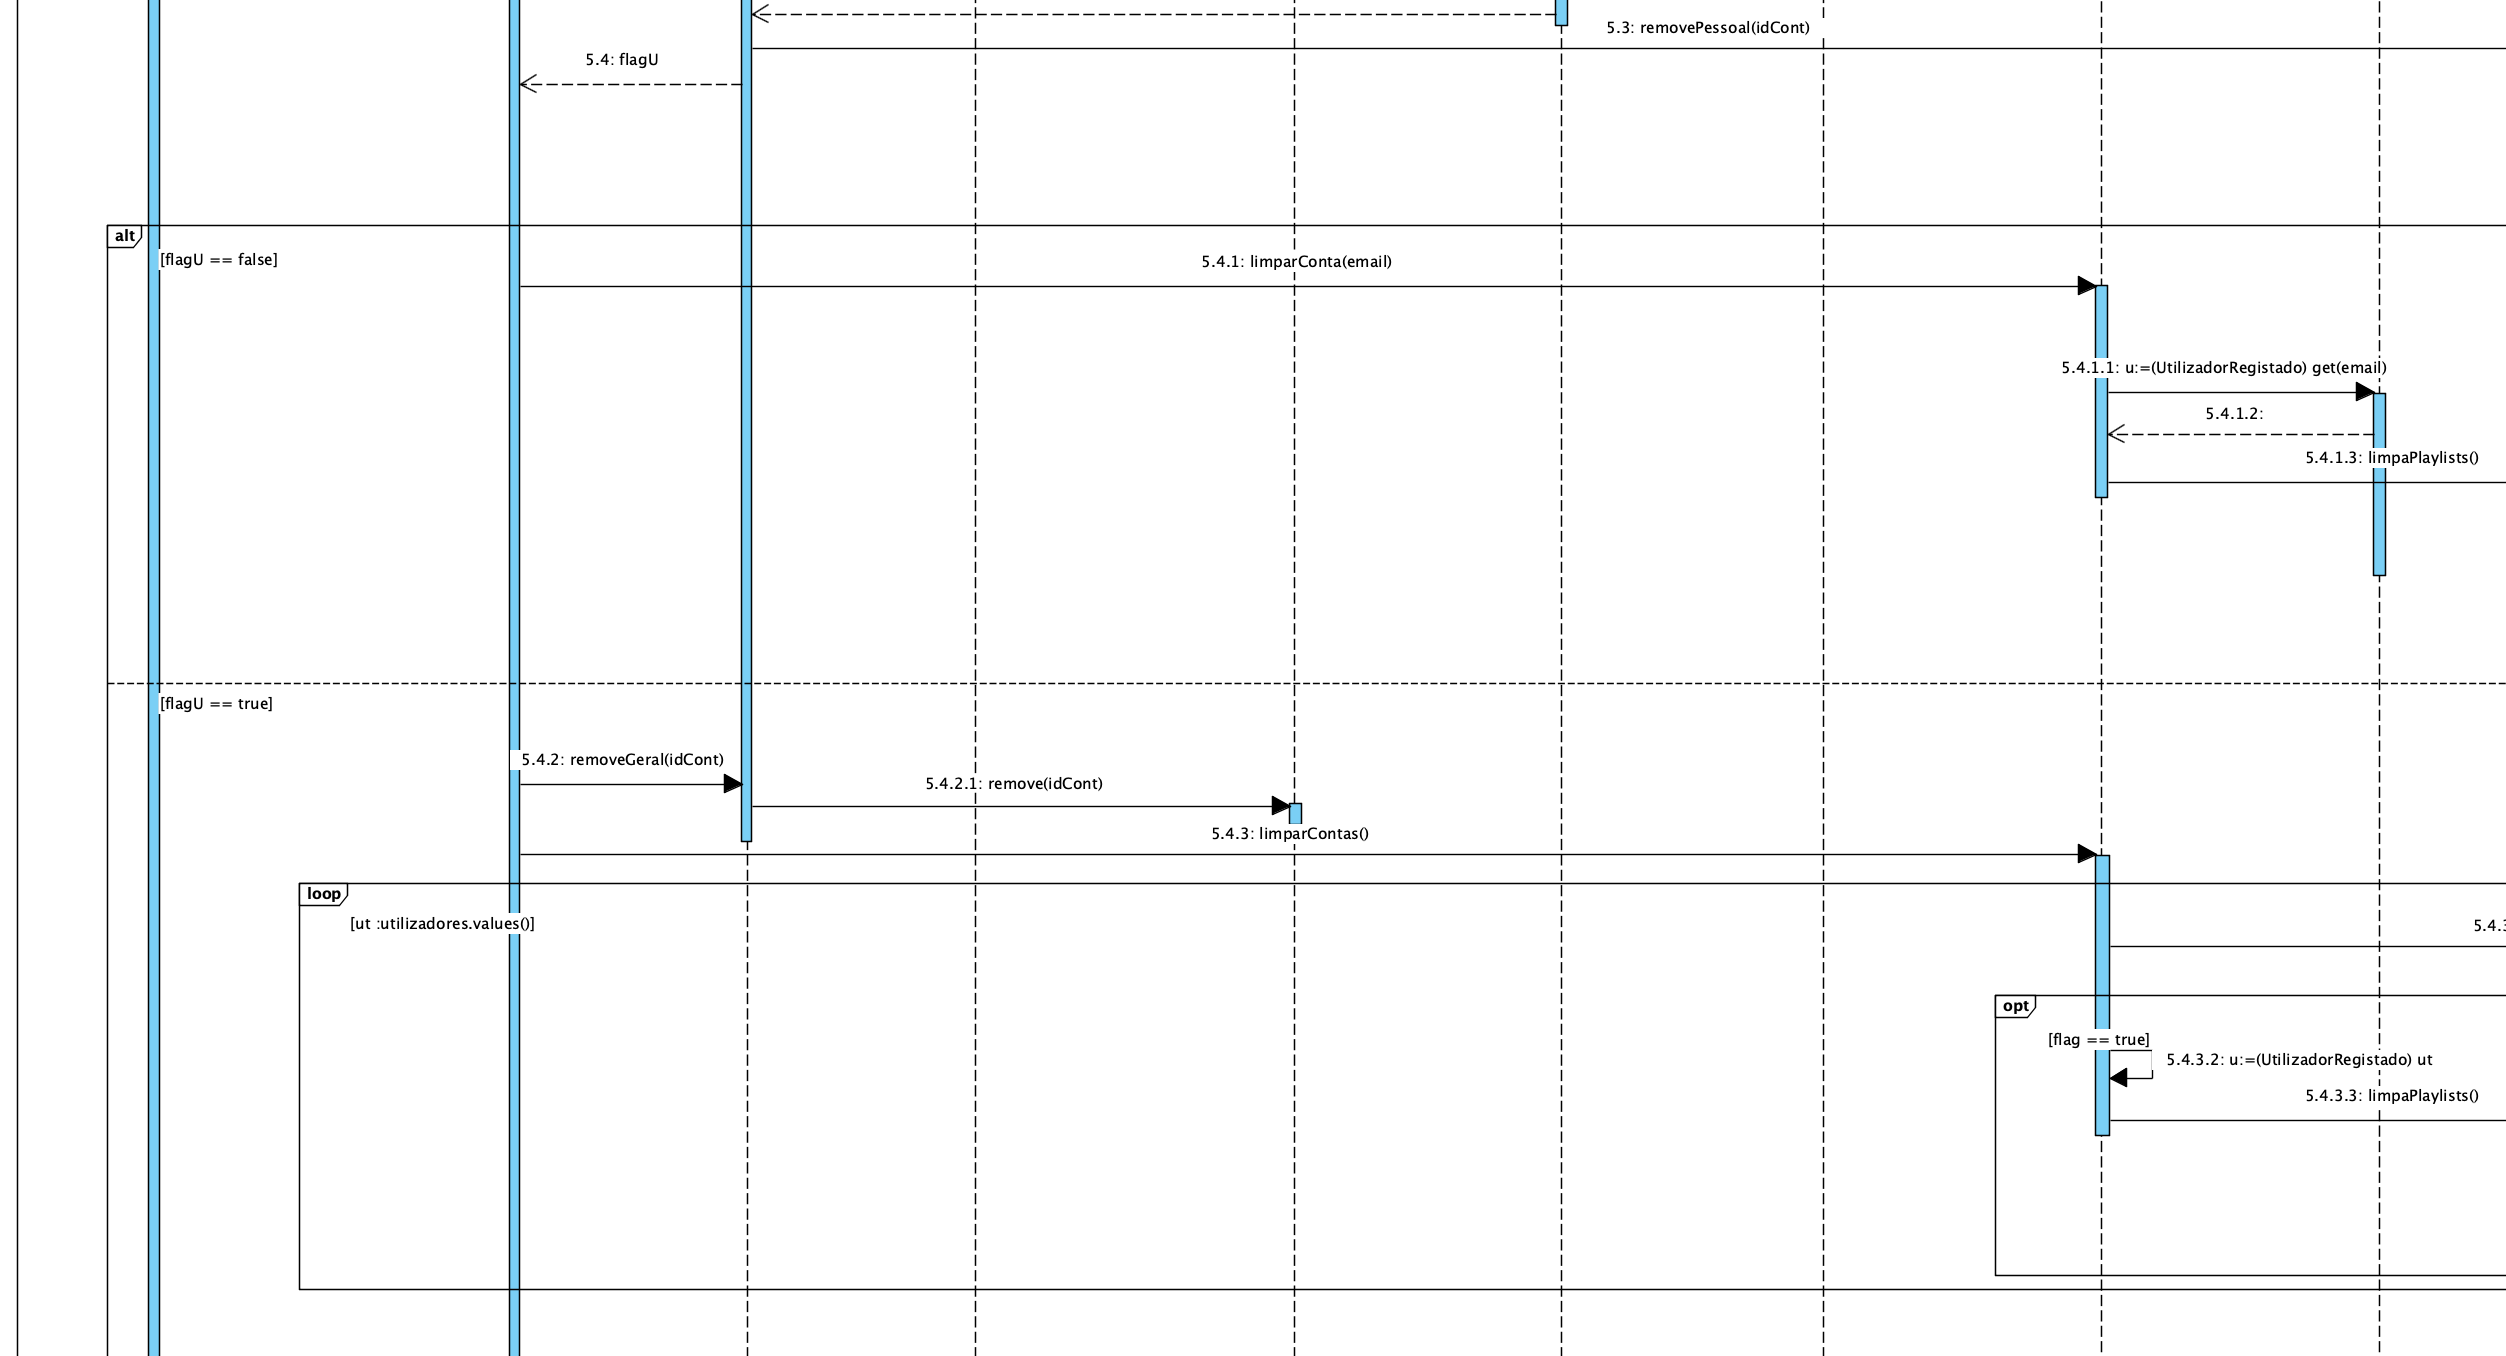 5.3: removePessoal(idCont)
5.4: flagU
alt
[flagU == false]
5.4.1: limparConta(email)
5.4.1.1: u:=(UtilizadorRegistado) get(email)
5.4.1.2:
5.4.1.3: limpaPlaylists()
[flagU == true]
5.4.2: removeGeral(idCont)
5.4.2.1: remove(idCont)
5.4.3: limparContas()
loop
[ut :utilizadores.values()]
5.4.3
opt
[flag == true]
5.4.3.2: u:=(UtilizadorRegistado) ut
5.4.3.3: limpaPlaylists()